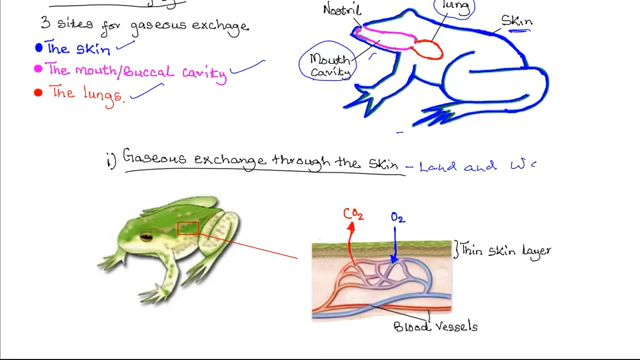 3 sites for gaseous exchage
The skin
The mouth/Buccal cavity
The lungs.
Nostril
lung
Skin
Mouth
Cavity
i) Gaseous exchange through the skin - Land and
CO2
O2
Thin skin layer
Blood vessels